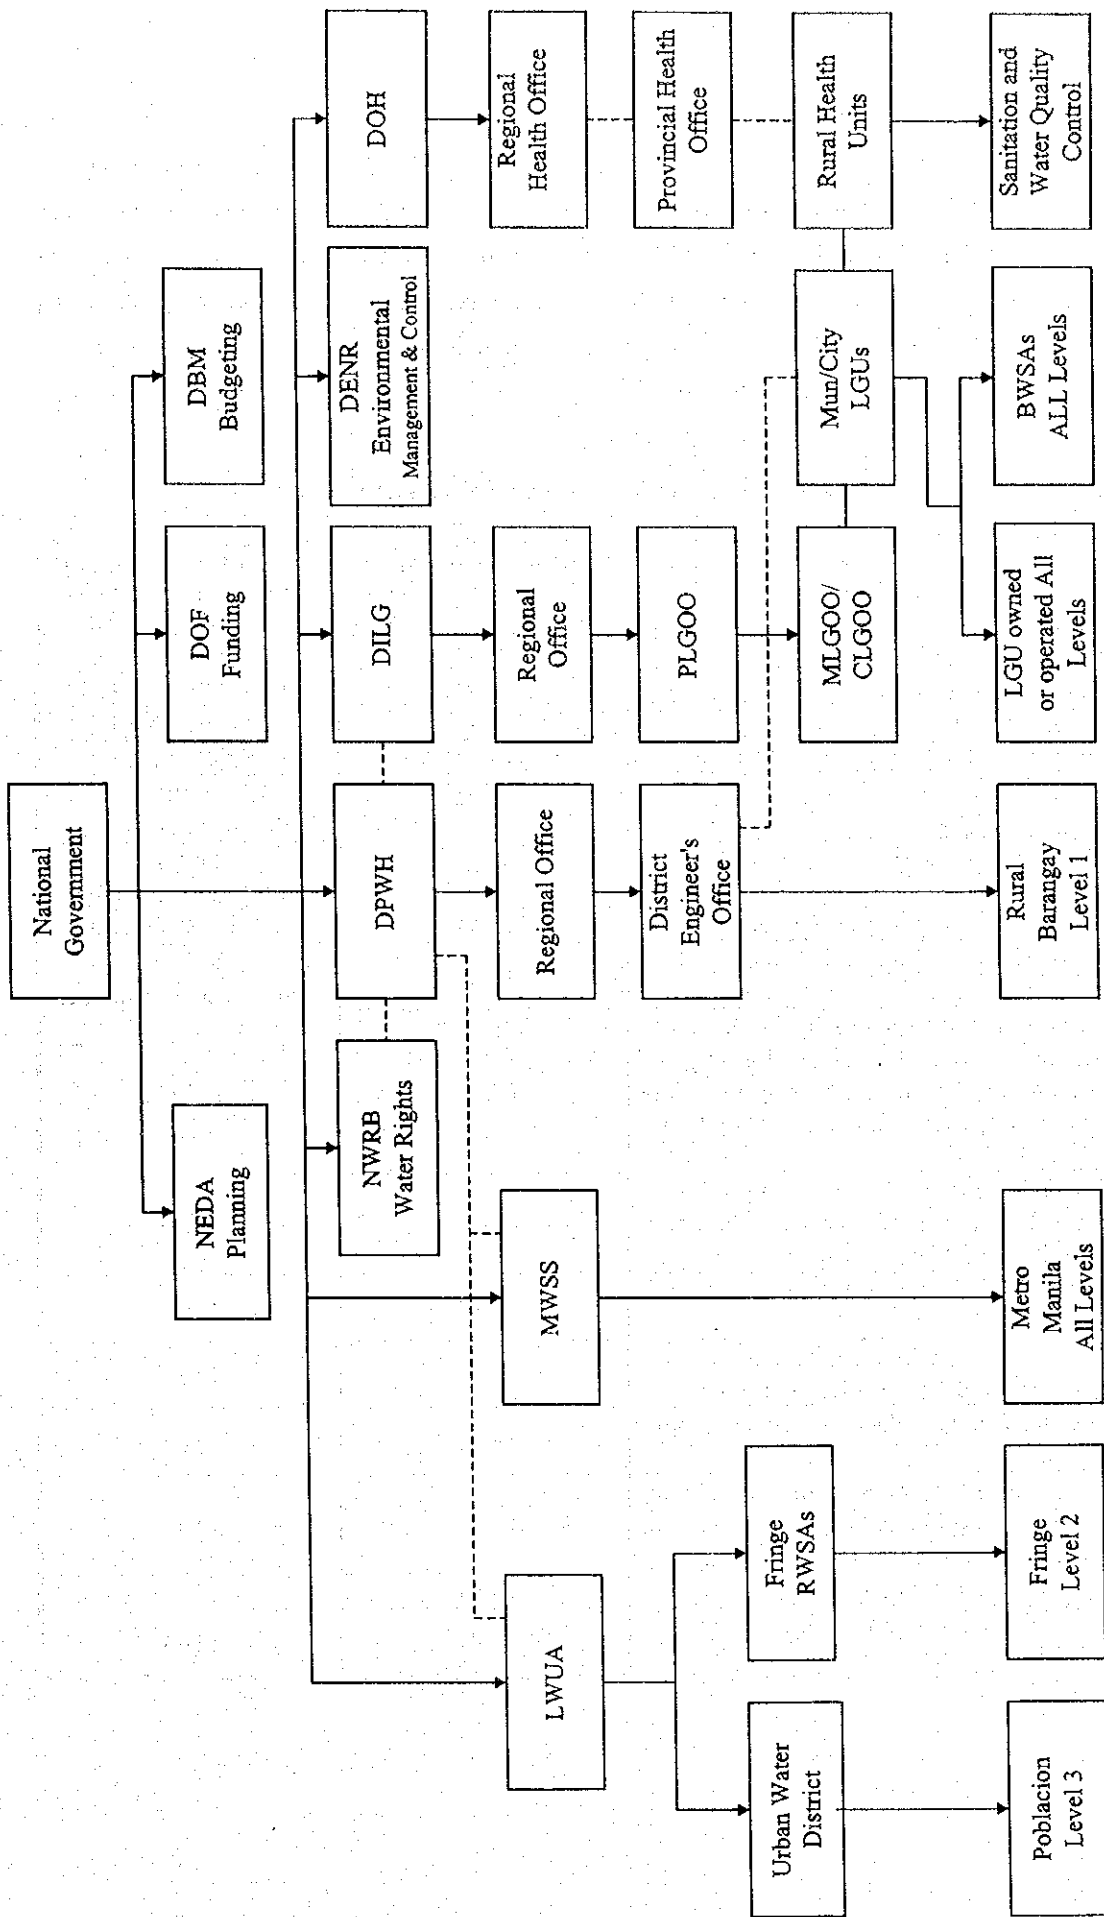 National
Government
NEDA
Planning
DOF
Funding
DBM
Budgeting
NWRB
Water Rights
DPWH
DILG
DENR
Environmental
Management & Control
DOH
LWUA
MWSS
Regional Office
Regional
Office
Regional
Health Office
District
Engineer's
Office
PLGOO
Provincial Health
Office
Urban Water
District
Fringe
RWSAs
MLGOO/
CLGOO
Mun/City
LGUs
Rural Health
Units
Poblacion
Level 3
Fringe
Level 2
Metro
Manila
All Levels
Rural
Barangay
Level 1
LGU owned
or operated All
Levels
BWSAs
ALL Levels
Sanitation and
Water Quality
Control